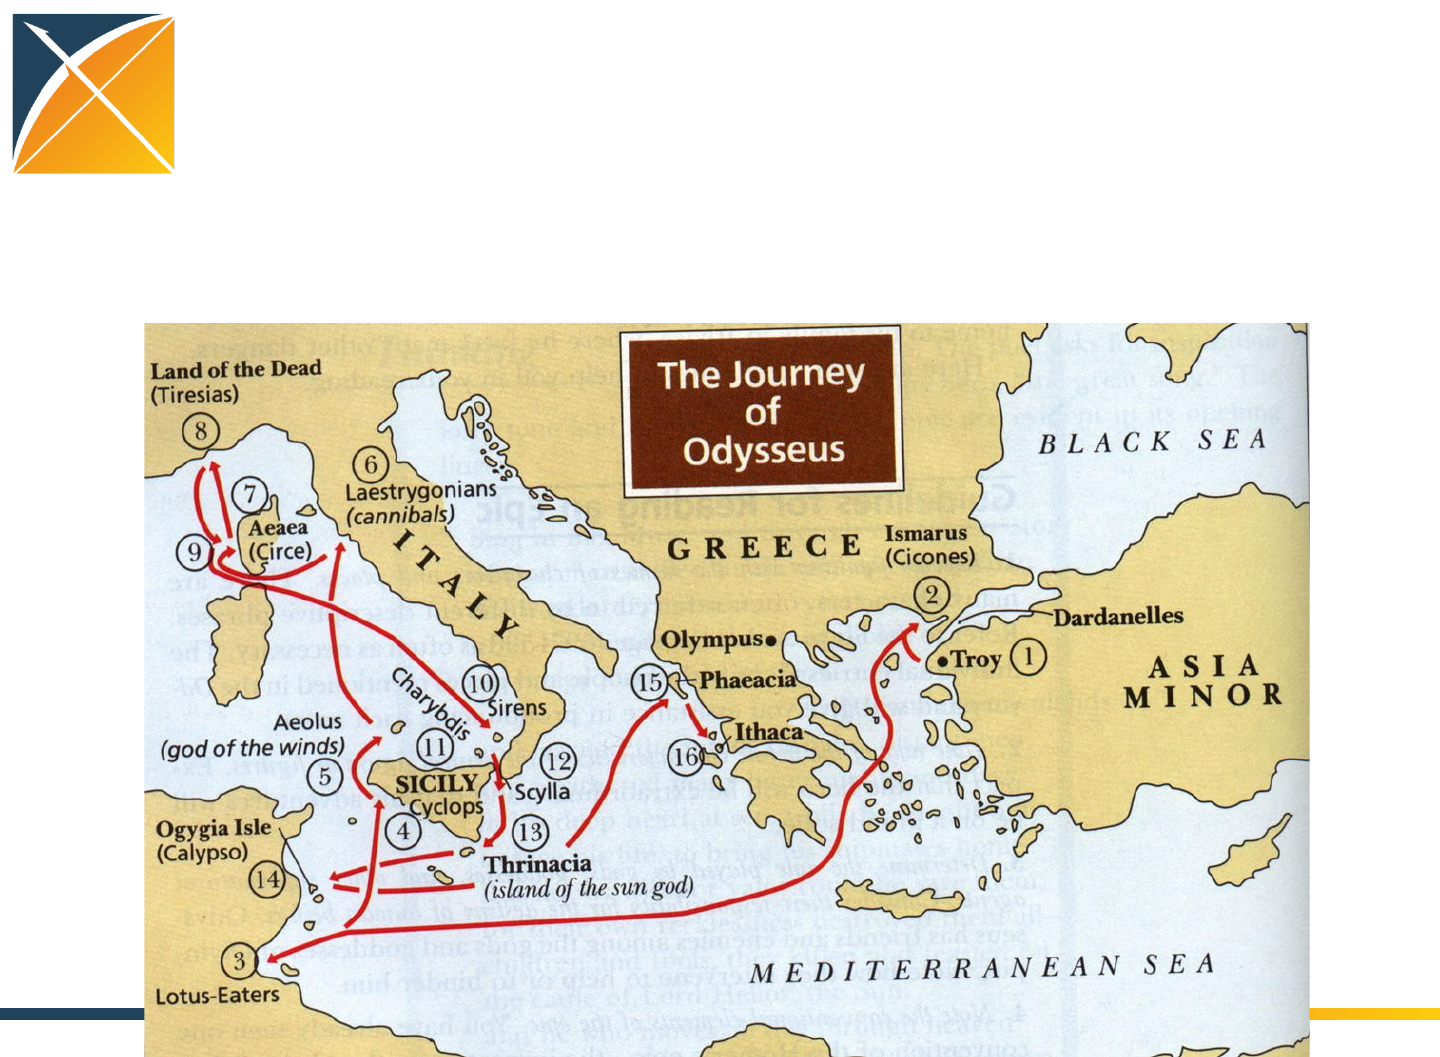 The Journey
of
Odysseus
Land of the Dead
(Tiresias)
8
7
Aeaea
(Circe)
9
6
Laestrygonians
(cannibals)
ITALY
GREECE
BLACK SEA
Ismarus
(Cicones)
2
Dardanelles
Troy 1
ASIA
MINOR
Olympus
15 Phaeacia
Ithaca
16
Charybdis
10
Sirens
11
12
Scylla
Aeolus
(god of the winds)
5
SICILY
Cyclops
4
13
Thrinacia
(island of the sun god)
Ogygia Isle
(Calypso)
14
3
Lotus-Eaters
MEDITERRANEAN SEA